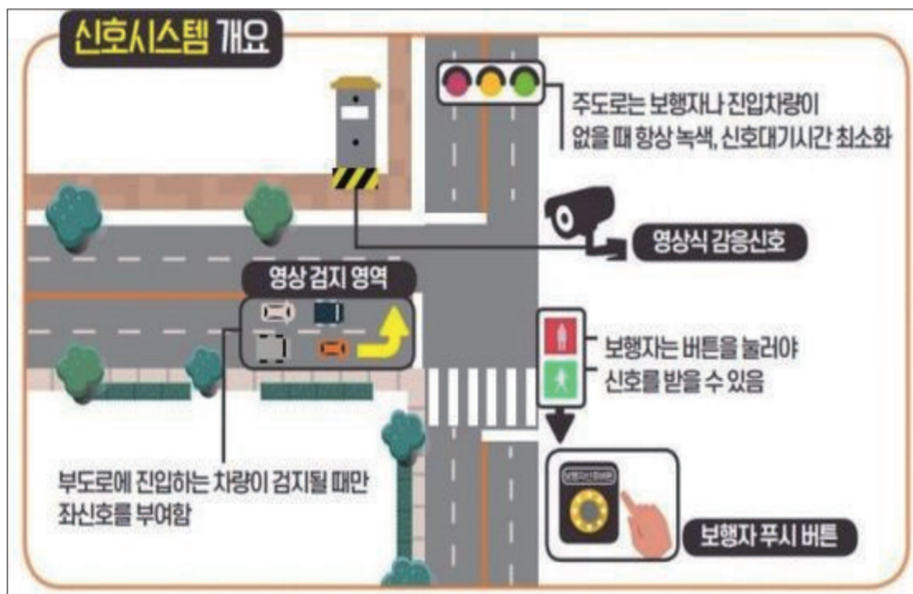 신호시스템 개요
주도로는 보행자나 진입차량이
없을 때 항상 녹색, 신호대기시간 최소화
영상식 감응신호
영상 검지 영역
보행자는 버튼을 눌러야
신호를 받을 수 있음
부도로에 진입하는 차량이 검지될 때만
좌신호를 부여함
보행자 푸시 버튼